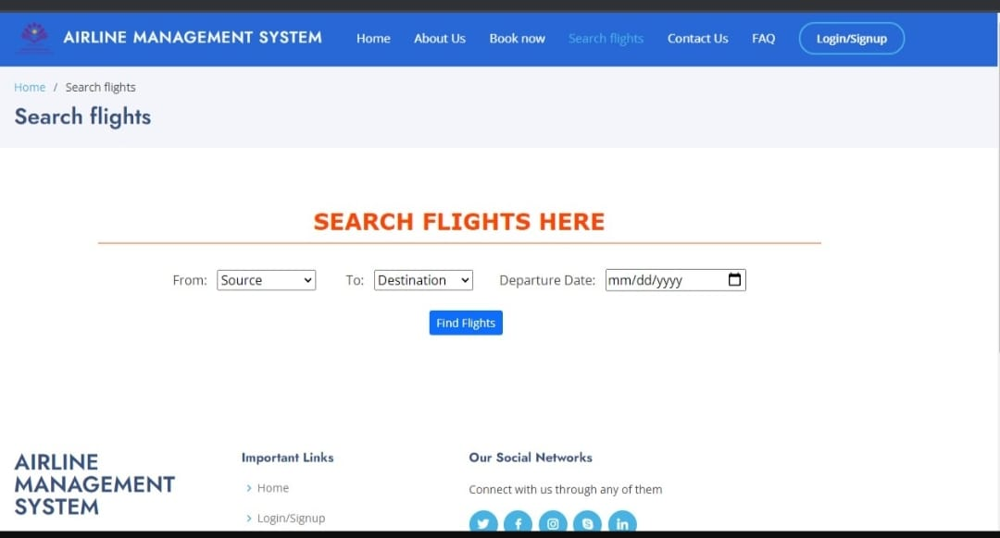 AIRLINE MANAGEMENT SYSTEM Home About Us Book now Search flights Contact Us FAQ Login/Signup
Home / Search flights
Search flights
SEARCH FLIGHTS HERE
From: Source To: Destination Departure Date: mm/dd/yyyy
Find Flights
AIRLINE
MANAGEMENT
SYSTEM
Important Links
Home
Login/Signup
Our Social Networks
Connect with us through any of them